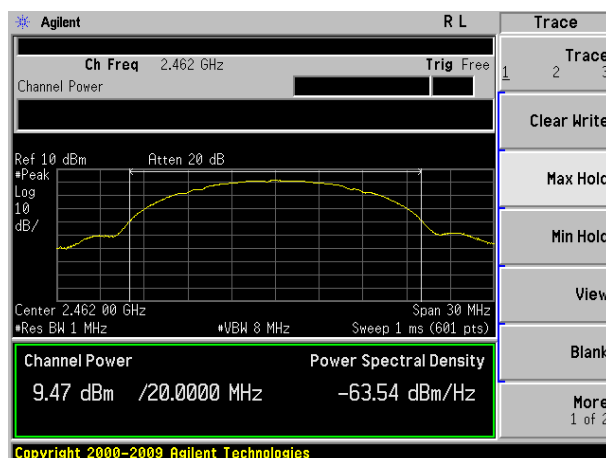 Agilent R L Trace
Ch Freq 2.462 GHz Trig Free
Channel Power
Trace
1 2 3
Clear Write
Max Hold
Min Hold
View
Blank
More
1 of 2
Ref 10 dBm Atten 20 dB
#Peak
Log
10
dB/
Center 2.462 00 GHz Span 30 MHz
#Res BW 1 MHz #VBW 8 MHz Sweep 1 ms (601 pts)
Channel Power Power Spectral Density
9.47 dBm /20.0000 MHz -63.54 dBm/Hz
Copyright 2000-2009 Agilent Technologies